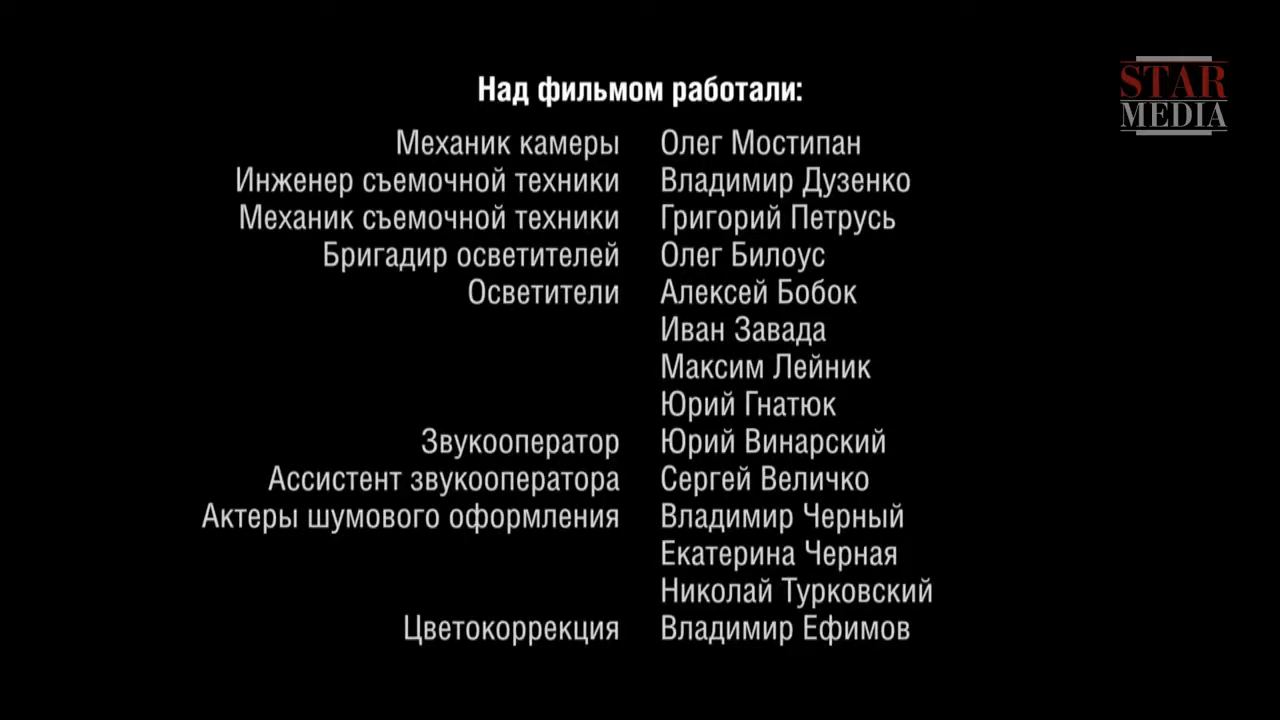 Над фильмом работали:
STAR
MEDIA
Механик камеры Олег Мостипан
Инженер съемочной техники Владимир Дузенко
Механик съемочной техники Григорий Петрусь
Бригадир осветителей Олег Билоус
Осветители Алексей Бобок
Иван Завада
Максим Лейник
Юрий Гнатюк
Звукооператор Юрий Винарский
Ассистент звукооператора Сергей Величко
Актеры шумового оформления Владимир Черный
Екатерина Черная
Николай Турковский
Цветокоррекция Владимир Ефимов